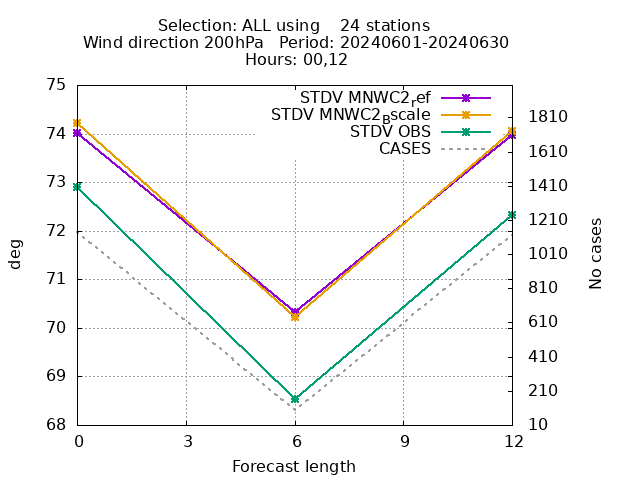 Selection: ALL using    24 stations
Wind direction 200hPa   Period: 20240601-20240630
Hours: 00,12
STDV MNWC2_ref
STDV MNWC2_Bscale
STDV OBS
CASES
75
74
73
72
71
70
69
68
deg
1810
1610
1410
1210
1010
810
610
410
210
10
No cases
0
3
6
9
12
Forecast length